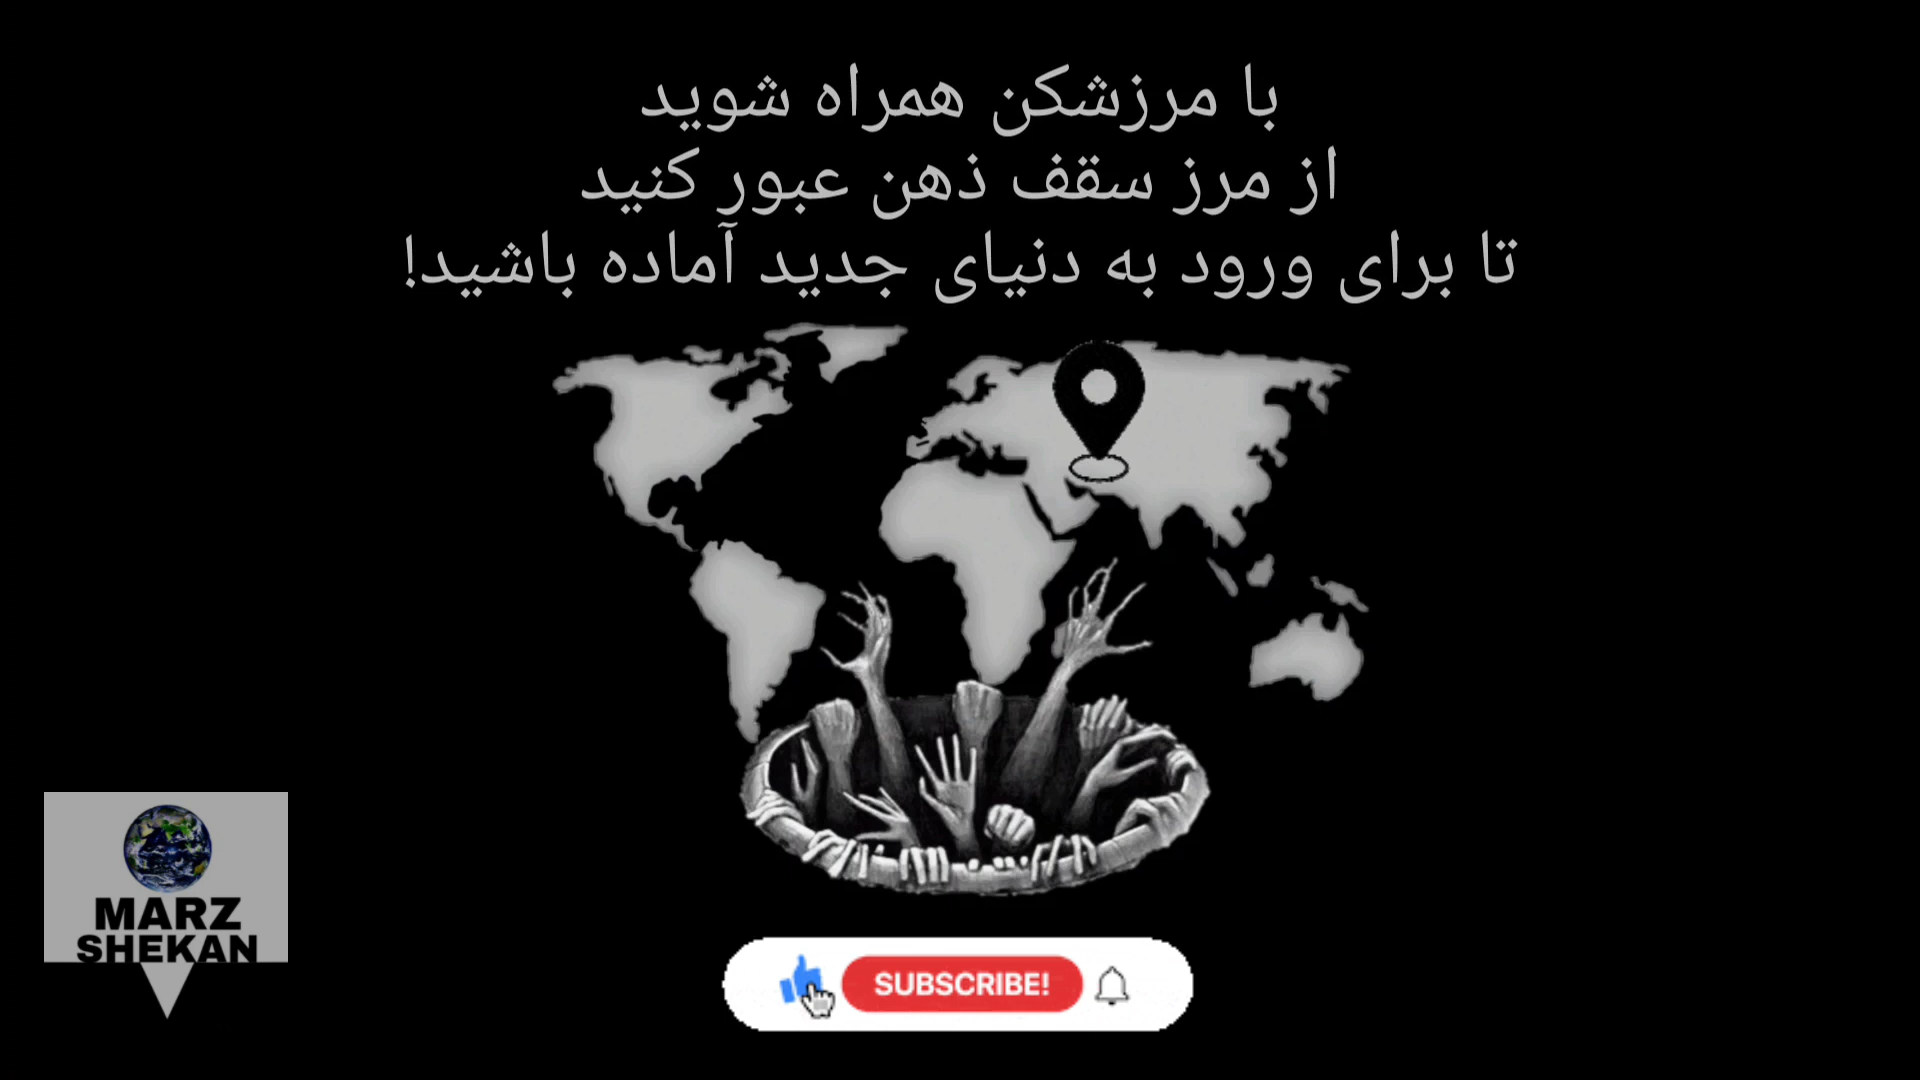 با مرزشکن همراه شوید
از مرز سقف ذهن عبور کنید
تا برای ورود به دنیای جدید آماده باشید!
MARZ
SHEKAN
SUBSCRIBE!